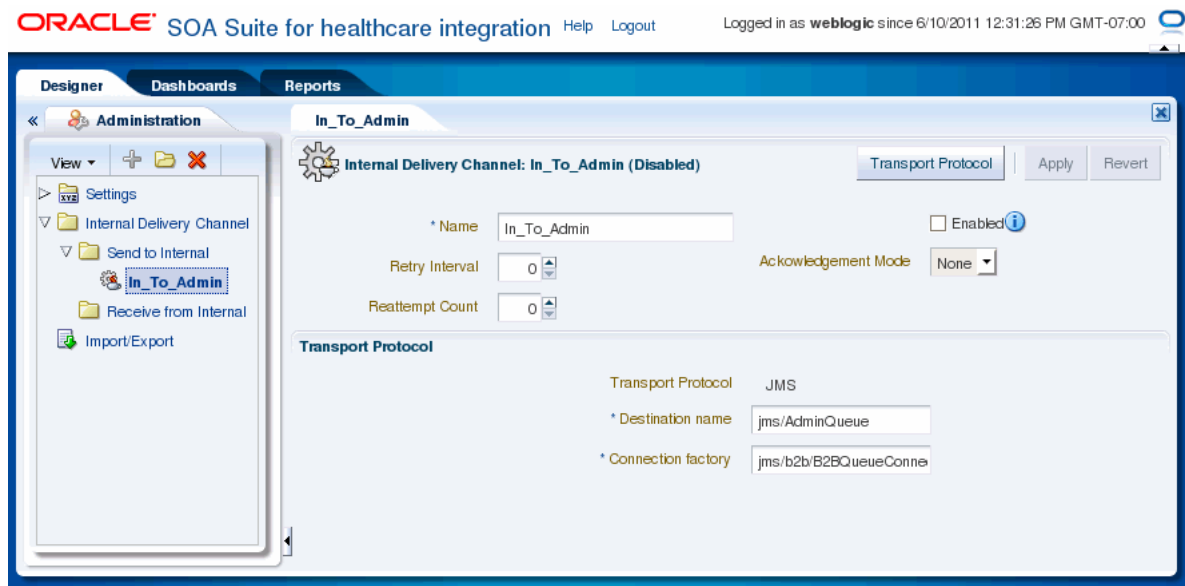 ORACLE® SOA Suite for healthcare integration Help Logout Logged in as weblogic since 6/10/2011 12:31:26 PM GMT-07:00
Designer Dashboards Reports
« Administration
View
XYZ Settings
Internal Delivery Channel
Send to Internal
In_To_Admin
Receive from Internal
Import/Export
In_To_Admin
Internal Delivery Channel: In_To_Admin (Disabled) Transport Protocol Apply Revert
* Name In_To_Admin Enabled i
Retry Interval 0 Ackowledgement Mode None
Reattempt Count 0
Transport Protocol
Transport Protocol JMS
* Destination name jms/AdminQueue
* Connection factory jms/b2b/B2BQueueConne